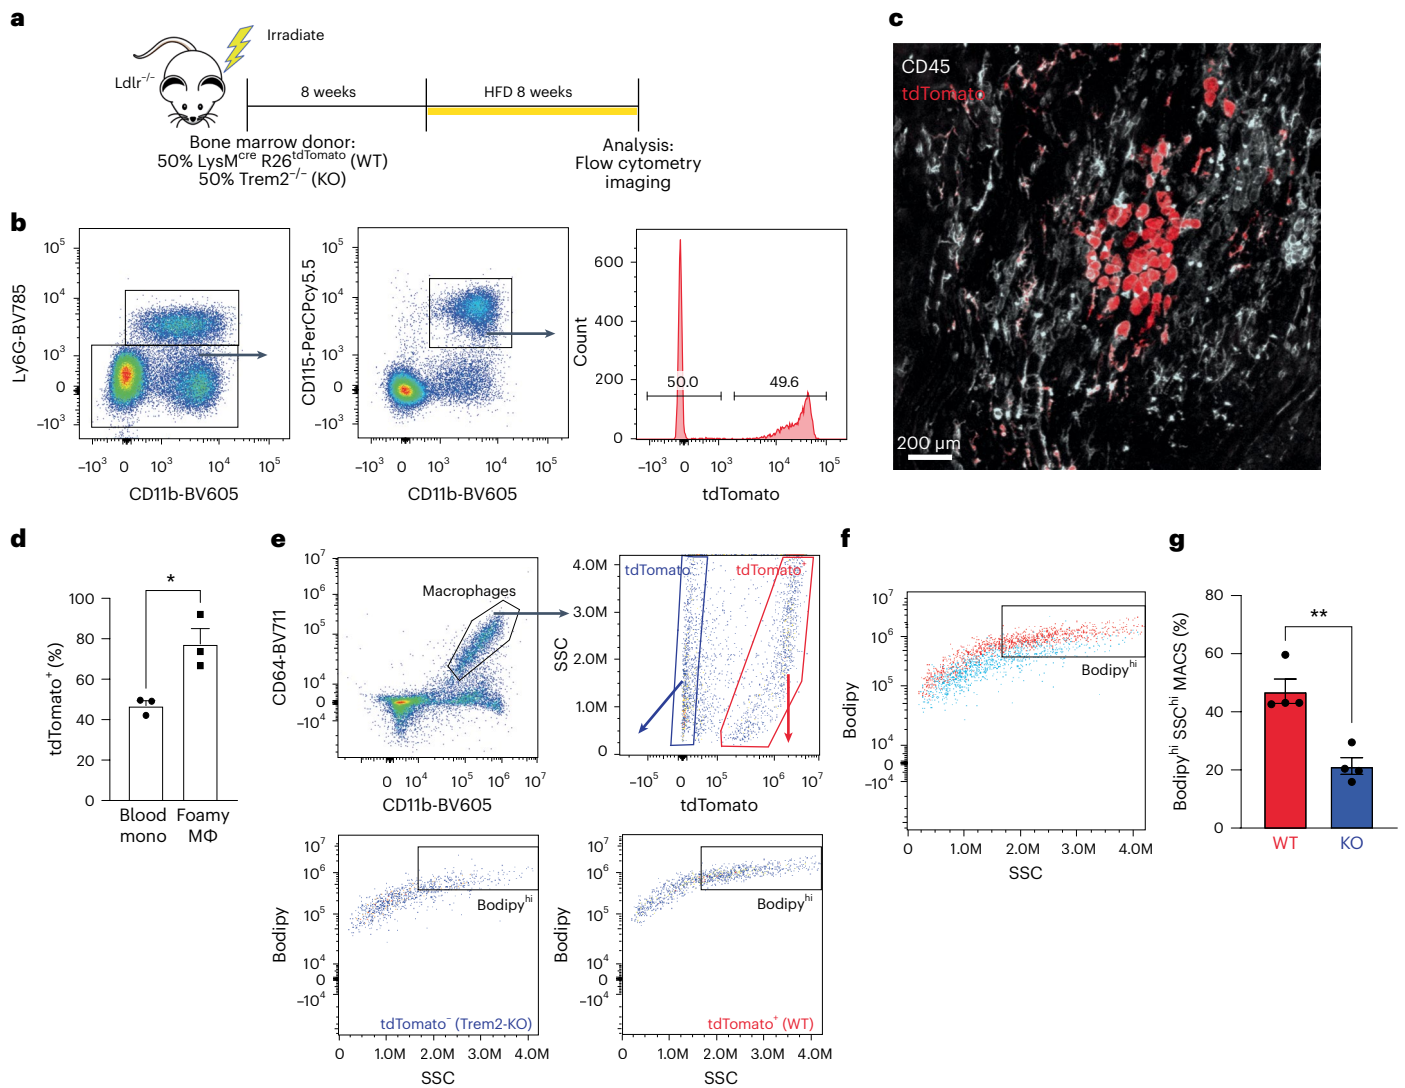 a
Irradiate
Ldlr−/−
8 weeks
HFD 8 weeks
Bone marrow donor:
50% LysMcre R26tdTomato (WT)
50% Trem2−/− (KO)
Analysis:
Flow cytometry
imaging
b
Ly6G-BV785
10^5
10^4
10^3
0
−10^3
−10^3 0 10^3 10^4 10^5
CD11b-BV605
CD115-PerCPcy5.5
10^5
10^4
10^3
0
−10^3
−10^3 0 10^3 10^4 10^5
CD11b-BV605
Count
600
400
200
0
50.0
49.6
−10^3 0 10^3 10^4 10^5
tdTomato
c
CD45
tdTomato
200 µm
d
*
tdTomato+ (%)
100
80
60
40
20
0
Blood mono
Foamy MΦ
e
CD64-BV711
10^7
10^6
10^5
10^4
0
−10^4
Macrophages
0 10^4 10^5 10^6 10^7
CD11b-BV605
SSC
4.0M
3.0M
2.0M
1.0M
0
tdTomato−
tdTomato+
−10^5 0 10^5 10^6 10^7
tdTomato
Bodipy
10^7
10^6
10^5
10^4
0
−10^4
Bodipyhi
tdTomato− (Trem2-KO)
0 1.0M 2.0M 3.0M 4.0M
SSC
Bodipy
10^7
10^6
10^5
10^4
0
−10^4
Bodipyhi
tdTomato+ (WT)
0 1.0M 2.0M 3.0M 4.0M
SSC
f
Bodipy
10^7
10^6
10^5
10^4
0
−10^4
Bodipyhi
0 1.0M 2.0M 3.0M 4.0M
SSC
g
**
Bodipyhi SSChi MACS (%)
80
60
40
20
0
WT
KO